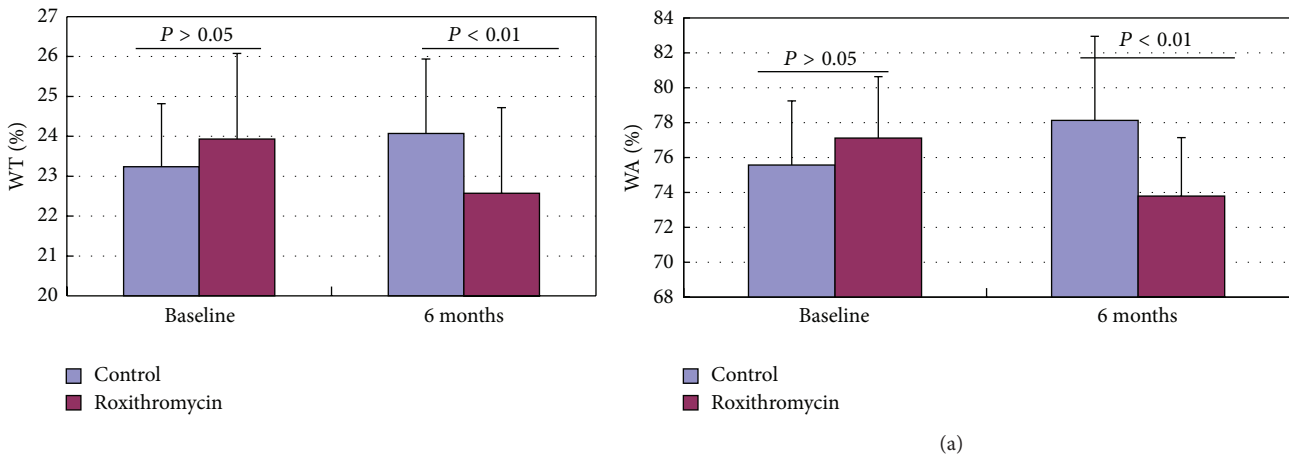 27
26
25
24
23
22
21
20
WT (%)
P > 0.05
P < 0.01
Baseline
6 months
Control
Roxithromycin
84
82
80
78
76
74
72
70
68
WA (%)
P > 0.05
P < 0.01
Baseline
6 months
Control
Roxithromycin
(a)